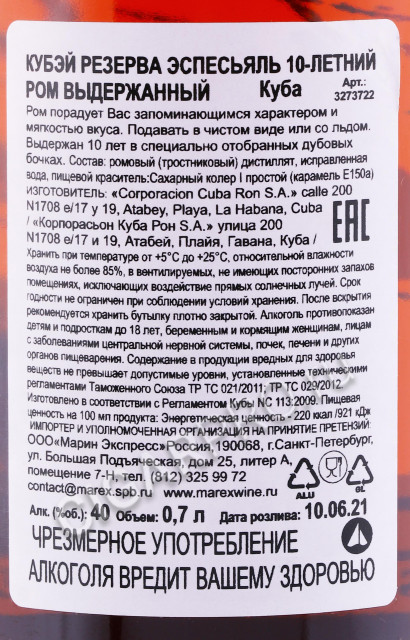 КУБЭЙ РЕЗЕРВА ЭСПЕСЬЯЛЬ 10-ЛЕТНИЙ
РОМ ВЫДЕРЖАННЫЙ Куба Арт.:
3273722
Ром порадует Вас запоминающимся характером и
мягкостью вкуса. Подавать в чистом виде или со льдом.
Выдержан 10 лет в специально отобранных дубовых
бочках. Состав: ромовый (тростниковый) дистиллят, исправленная
вода, пищевой краситель:Сахарный колер I простой (карамель Е150а)
ИЗГОТОВИТЕЛЬ: «Corporacion Cuba Ron S.A.» calle 200
N1708 e/17 y 19, Atabey, Playa, La Habana, Cuba
/ «Корпорасьон Куба Рон S.A.» улица 200
N1708 е/17 и 19, Атабей, Плайя, Гавана, Куба /
EAC
Хранить при температуре от +5°С до +25°С, относительной влажности
воздуха не более 85%, в вентилируемых, не имеющих посторонних запахов
помещениях, исключающих воздействие прямых солнечных лучей. Срок
годности не ограничен при соблюдении условий хранения. После вскрытия
рекомендуется хранить бутылку плотно закрытой. Алкоголь противопоказан
детям и подросткам до 18 лет, беременным и кормящим женщинам, лицам
с заболеваниями центральной нервной системы, почек, печени и других
органов пищеварения. Содержание в продукции вредных для здоровья
веществ не превышает допустимые уровни, установленные техническими
регламентами Таможенного Союза ТР ТС 021/2011; ТР ТС 029/2012.
Изготовлено в соответствии с Регламентом Кубы NC 113:2009. Пищевая
ценность на 100 мл продукта: Энергетическая ценность - 220 ккал /921 кДж
ИМПОРТЕР И УПОЛНОМОЧЕННАЯ ОРГАНИЗАЦИЯ НА ПРИНЯТИЕ ПРЕТЕНЗИЙ:
ООО«Марин Экспресс»Россия,190068, г.Санкт-Петербург,
ул. Большая Подъяческая, дом 25, литер А,
помещение 7-Н, тел. (812) 325 99 72
contact@marex.spb.ru / www.marexwine.ru
ALU GL
Алк. (%об.): 40 Объем: 0,7 л Дата розлива: 10.06.21
ЧРЕЗМЕРНОЕ УПОТРЕБЛЕНИЕ
АЛКОГОЛЯ ВРЕДИТ ВАШЕМУ ЗДОРОВЬЮ